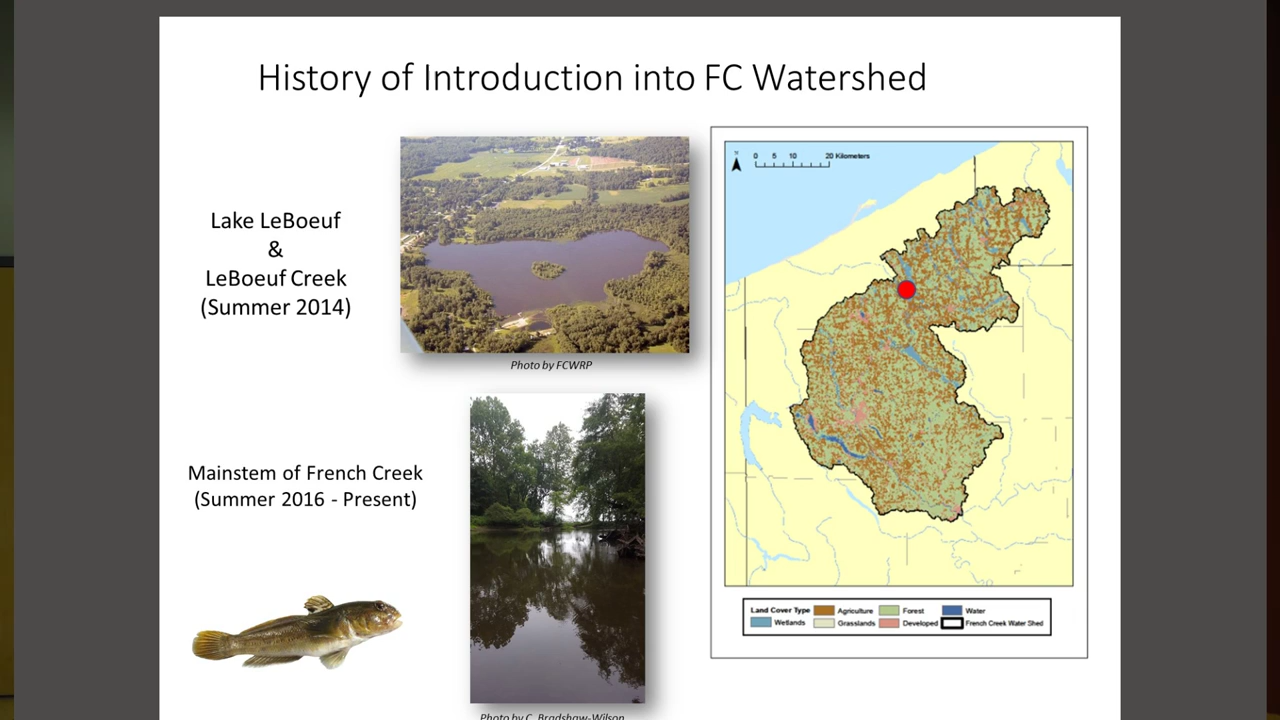 History of Introduction into FC Watershed
Lake LeBoeuf
&
LeBoeuf Creek
(Summer 2014)
Photo by FCWRP
Mainstem of French Creek
(Summer 2016 - Present)
Photo by C. Bradshaw-Wilson
N
0 5 10 20 Kilometers
Land Cover Type Agriculture Forest Water
Wetlands Grasslands Developed French Creek Water Shed